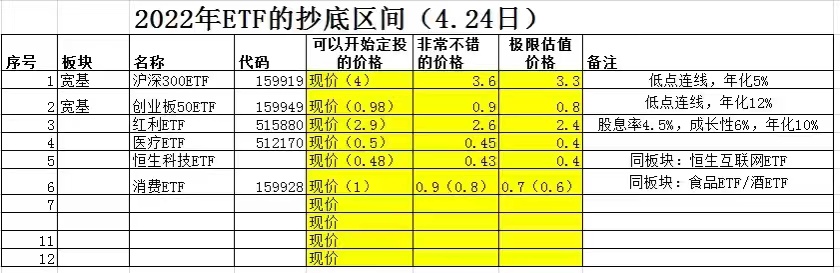 2022年ETF的抄底区间（4.24日）
序号 板块 名称 代码 可以开始定投的价格 非常不错的价格 极限估值价格 备注
1 宽基 沪深300ETF 159919 现价（4） 3.6 3.3 低点连线，年化5%
2 宽基 创业板50ETF 159949 现价（0.98） 0.9 0.8 低点连线，年化12%
3 红利ETF 515880 现价（2.9） 2.6 2.4 股息率4.5%，成长性6%，年化10%
4 医疗ETF 512170 现价（0.5） 0.45 0.4
5 恒生科技ETF 现价（0.48） 0.43 0.4 同板块：恒生互联网ETF
6 消费ETF 159928 现价（1） 0.9（0.8） 0.7（0.6） 同板块：食品ETF/酒ETF
7 现价
现价
11 现价
12 现价